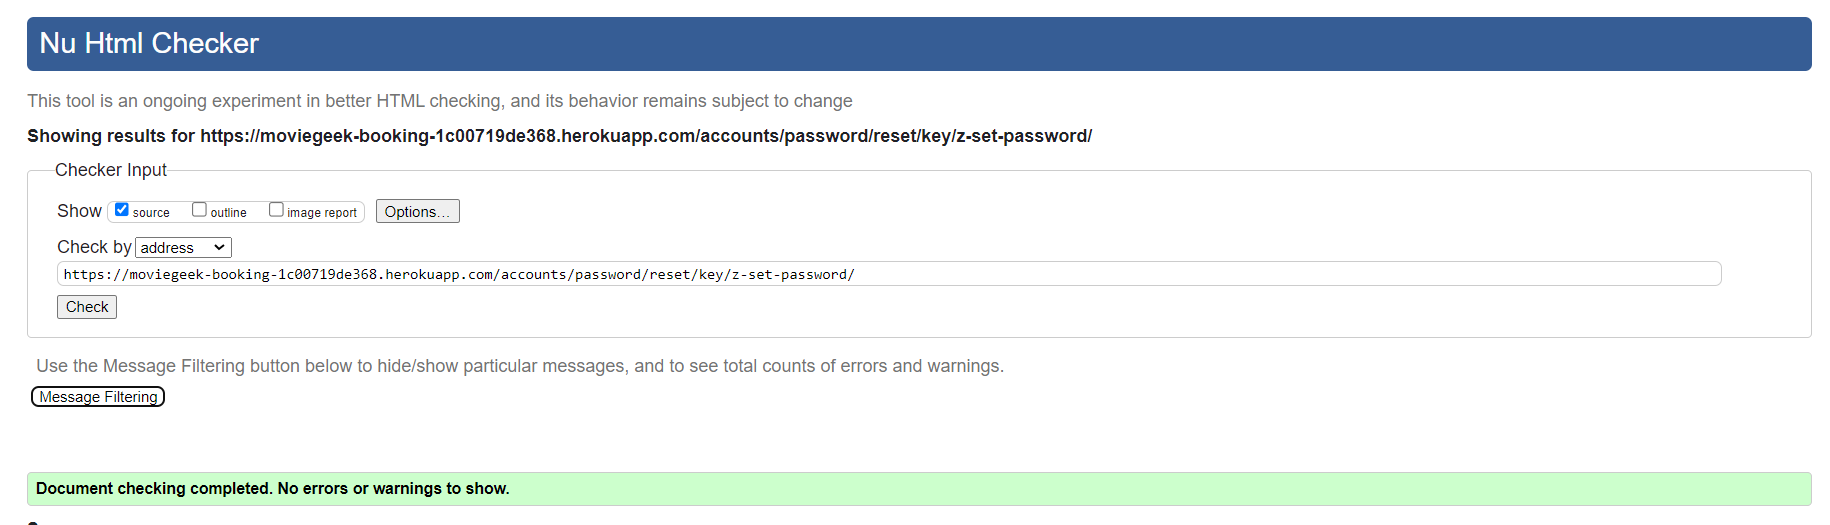 Nu Html Checker
This tool is an ongoing experiment in better HTML checking, and its behavior remains subject to change
Showing results for https://moviegeek-booking-1c00719de368.herokuapp.com/accounts/password/reset/key/z-set-password/
Checker Input
Show source outline image report Options...
Check by address
https://moviegeek-booking-1c00719de368.herokuapp.com/accounts/password/reset/key/z-set-password/
Check
Use the Message Filtering button below to hide/show particular messages, and to see total counts of errors and warnings.
Message Filtering
Document checking completed. No errors or warnings to show.